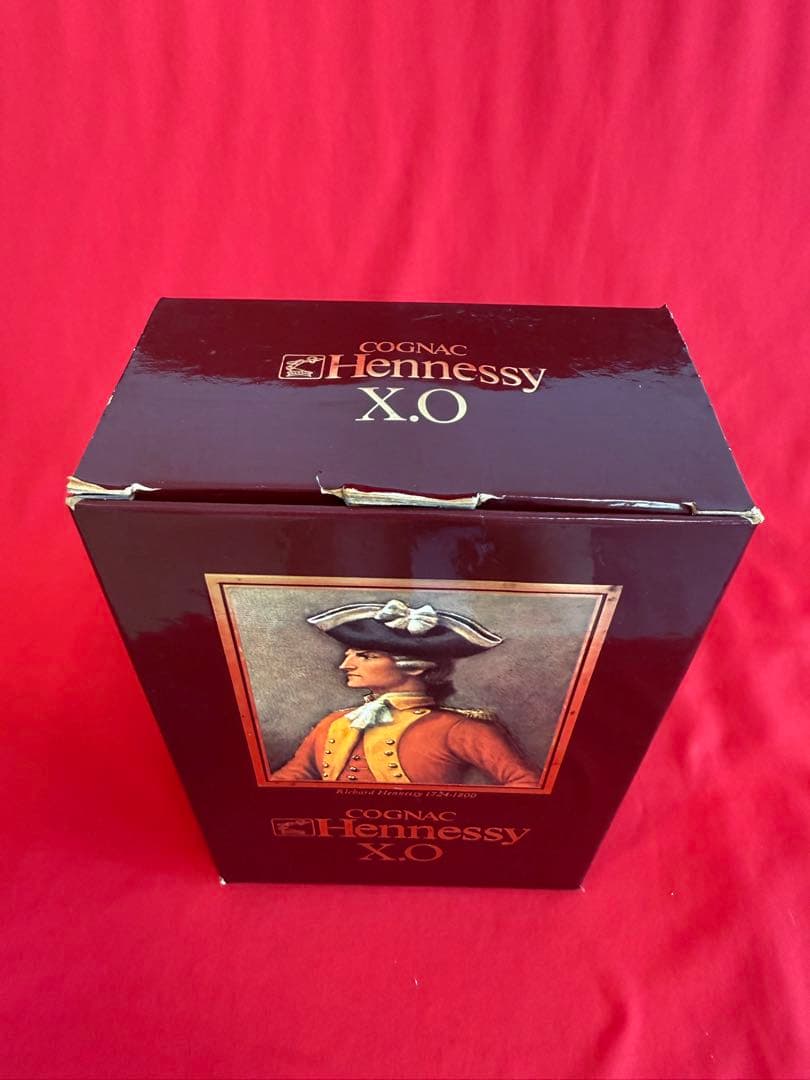 COGNAC
Hennessy
X.O
Richard Hennessy 1724-1800
COGNAC
Hennessy
X.O